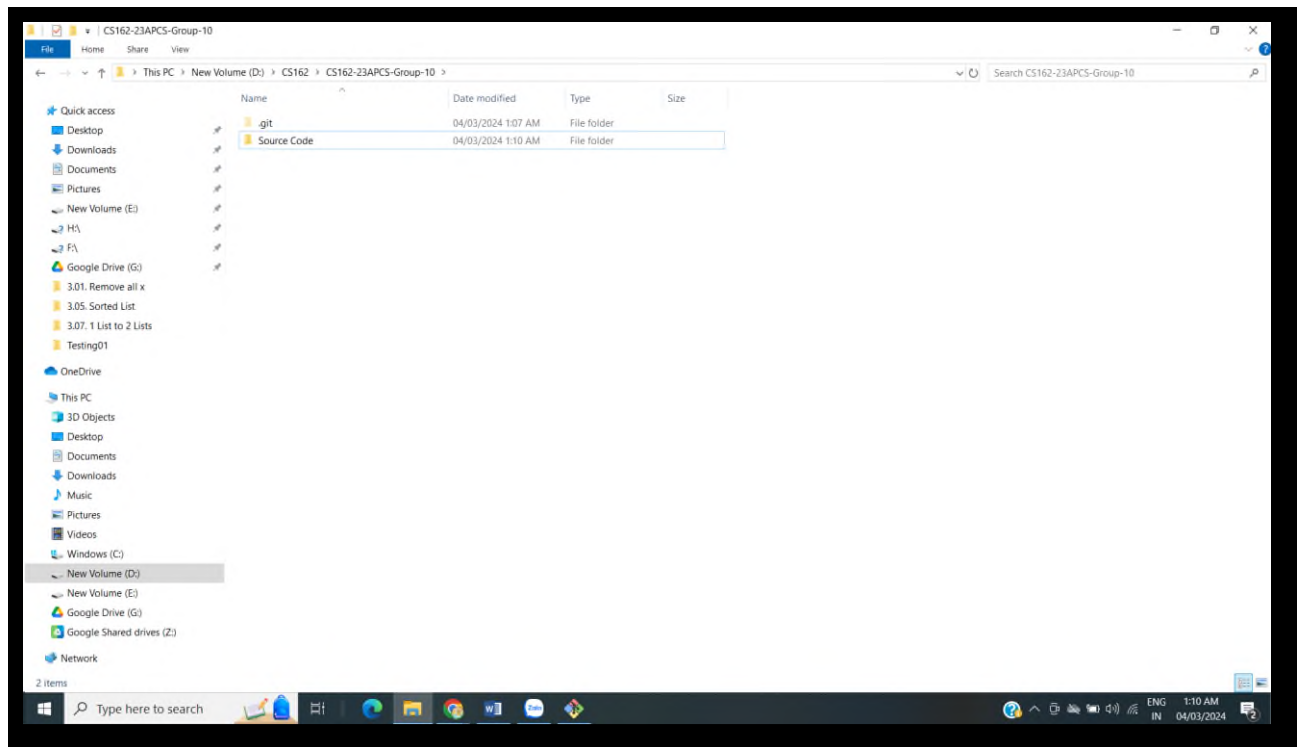 CS162-23APCS-Group-10
File Home Share View
This PC > New Volume (D:) > CS162 > CS162-23APCS-Group-10 >
Search CS162-23APCS-Group-10
Name Date modified Type Size
.git 04/03/2024 1:07 AM File folder
Source Code 04/03/2024 1:10 AM File folder
Quick access
Desktop
Downloads
Documents
Pictures
New Volume (E:)
H:\
F:\
Google Drive (G:)
3.01. Remove all x
3.05. Sorted List
3.07. 1 List to 2 Lists
Testing01
OneDrive
This PC
3D Objects
Desktop
Documents
Downloads
Music
Pictures
Videos
Windows (C:)
New Volume (D:)
New Volume (E:)
Google Drive (G:)
Google Shared drives (Z:)
Network
2 items
Type here to search
Zalo
ENG 1:10 AM
IN 04/03/2024
2